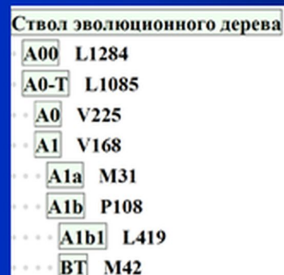 Ствол эволюционного дерева
A00 L1284
A0-T L1085
A0 V225
A1 V168
A1a M31
A1b P108
A1b1 L419
BT M42